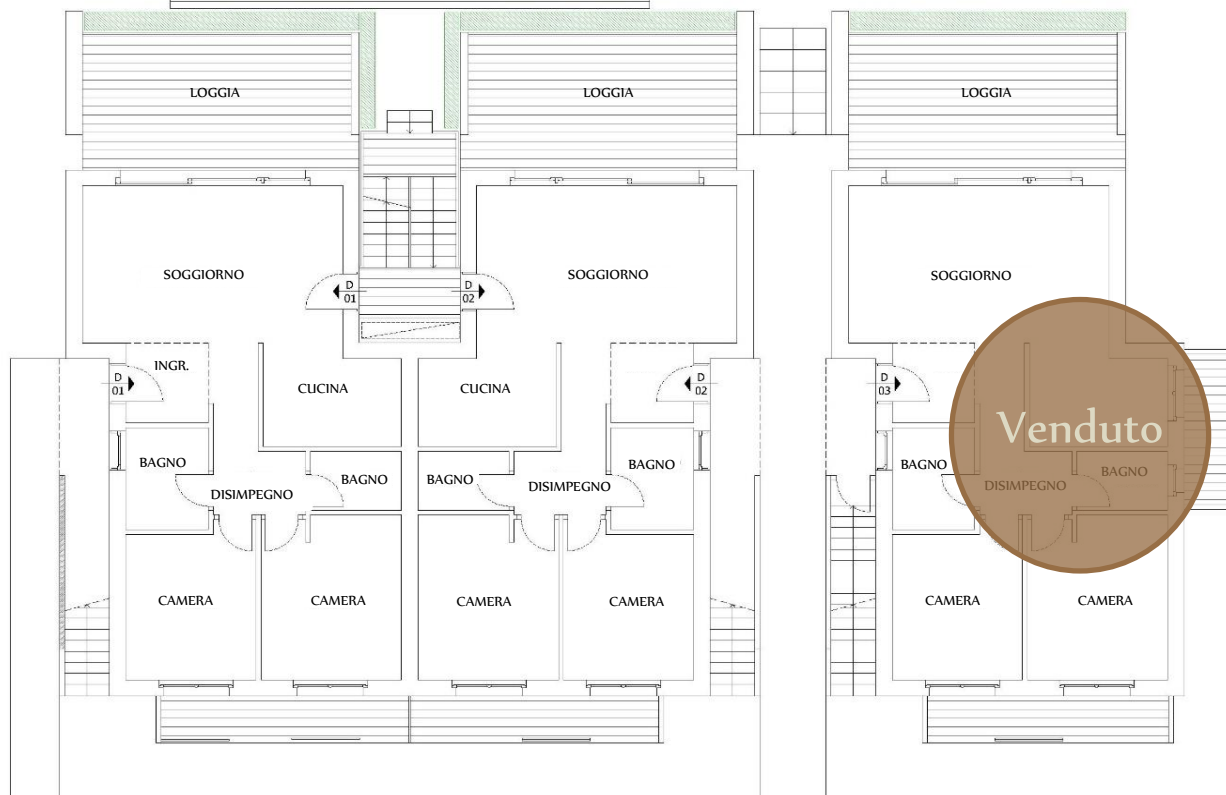 LOGGIA
LOGGIA
LOGGIA
SOGGIORNO
SOGGIORNO
SOGGIORNO
D
01
D
02
INGR.
D
01
CUCINA
CUCINA
D
02
D
03
Venduto
BAGNO
BAGNO
BAGNO
BAGNO
BAGNO
BAGNO
DISIMPEGNO
DISIMPEGNO
DISIMPEGNO
CAMERA
CAMERA
CAMERA
CAMERA
CAMERA
CAMERA